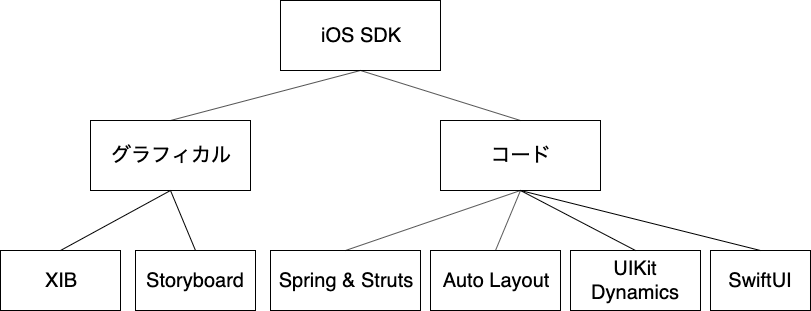 iOS SDK
グラフィカル
コード
XIB
Storyboard
Spring & Struts
Auto Layout
UIKit
Dynamics
SwiftUI